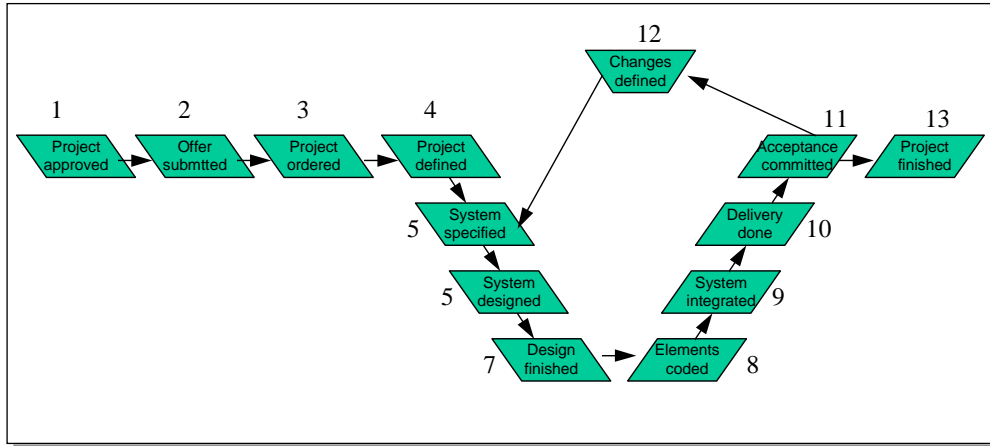 12
Changes
defined
1
2
3
4
11
13
Project
approved
Offer
submtted
Project
ordered
Project
defined
Acceptance
committed
Project
finished
5
System
specified
Delivery
done
10
5
System
designed
System
integrated
9
7
Design
finished
Elements
coded
8